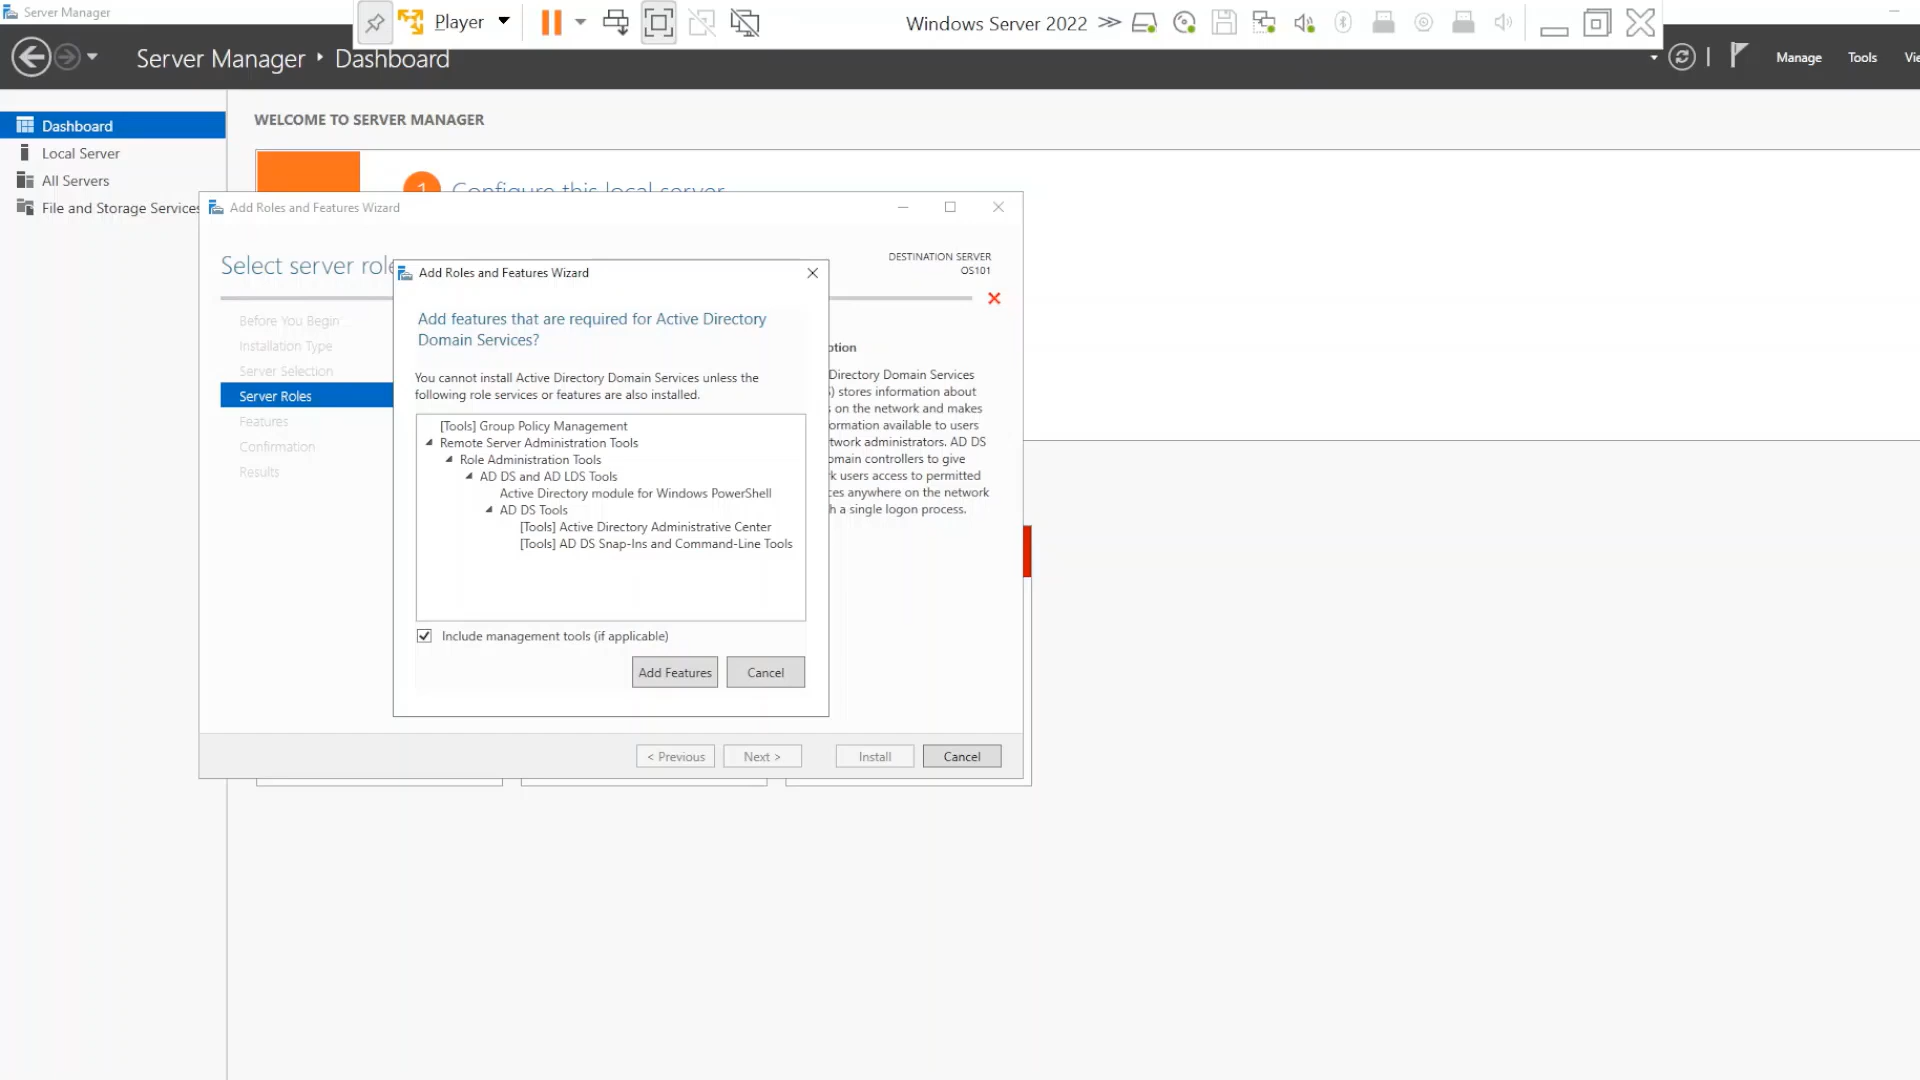 Server Manager
Player
Windows Server 2022
Server Manager
Dashboard
Manage
Tools
Dashboard
Local Server
All Servers
File and Storage Services
WELCOME TO SERVER MANAGER
1
Configure this local server
Add Roles and Features Wizard
Select server role
DESTINATION SERVER
OS101
Before You Begin
Installation Type
Server Selection
Server Roles
Features
Confirmation
Results
Add Roles and Features Wizard
Add features that are required for Active Directory
Domain Services?
You cannot install Active Directory Domain Services unless the
following role services or features are also installed.
[Tools] Group Policy Management
Remote Server Administration Tools
Role Administration Tools
AD DS and AD LDS Tools
Active Directory module for Windows PowerShell
AD DS Tools
[Tools] Active Directory Administrative Center
[Tools] AD DS Snap-Ins and Command-Line Tools
Include management tools (if applicable)
Add Features
Cancel
Directory Domain Services
stores information about
on the network and makes
available to users
administrators. AD DS
controllers to give
users access to permitted
anywhere on the network
a single logon process.
< Previous
Next >
Install
Cancel